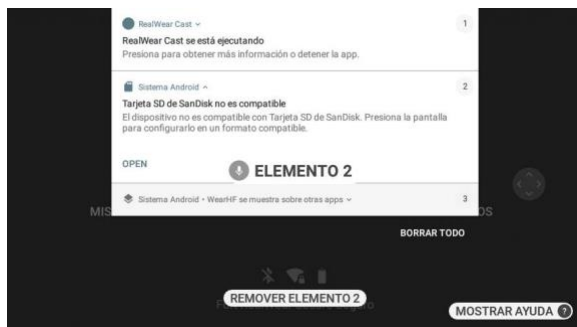 RealWear Cast
1
RealWear Cast se está ejecutando
Presiona para obtener más información o detener la app.
Sistema Android
2
Tarjeta SD de SanDisk no es compatible
El dispositivo no es compatible con Tarjeta SD de SanDisk. Presiona la pantalla
para configurarlo en un formato compatible.
OPEN
ELEMENTO 2
Sistema Android • WearHF se muestra sobre otras apps
3
BORRAR TODO
REMOVER ELEMENTO 2
MOSTRAR AYUDA ?